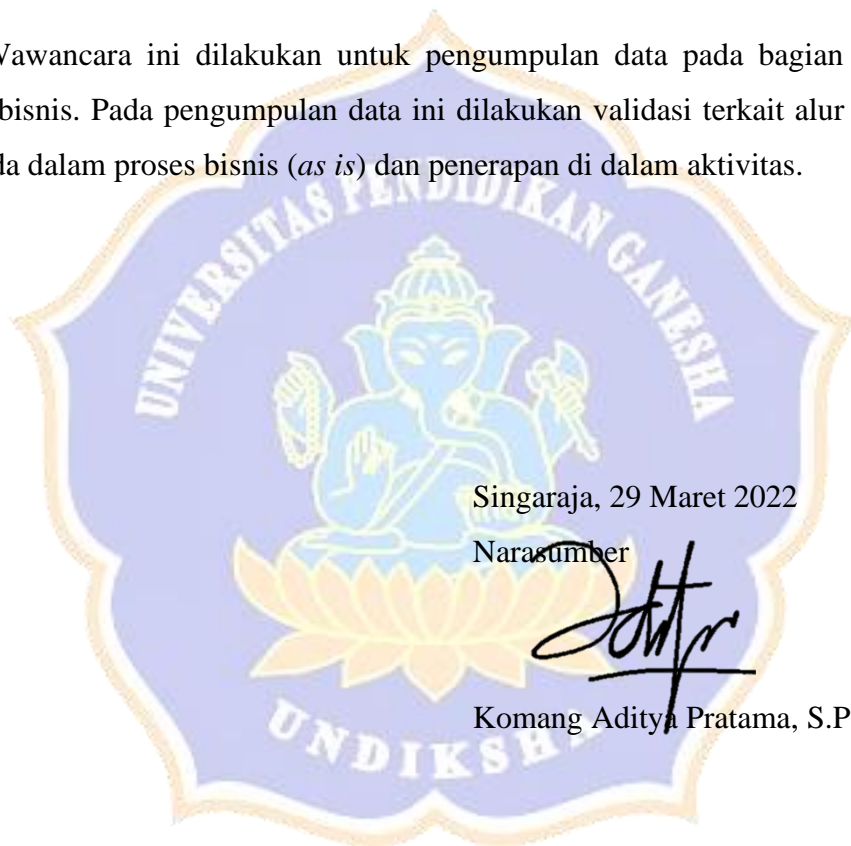 Wawancara ini dilakukan untuk pengumpulan data pada bagian
bisnis. Pada pengumpulan data ini dilakukan validasi terkait alur
da dalam proses bisnis (as is) dan penerapan di dalam aktivitas.
UNIVERSITAS PENDIDIKAN GANESHA
Singaraja, 29 Maret 2022
Narasumber
Komang Aditya Pratama, S.P
UNDIKSHA